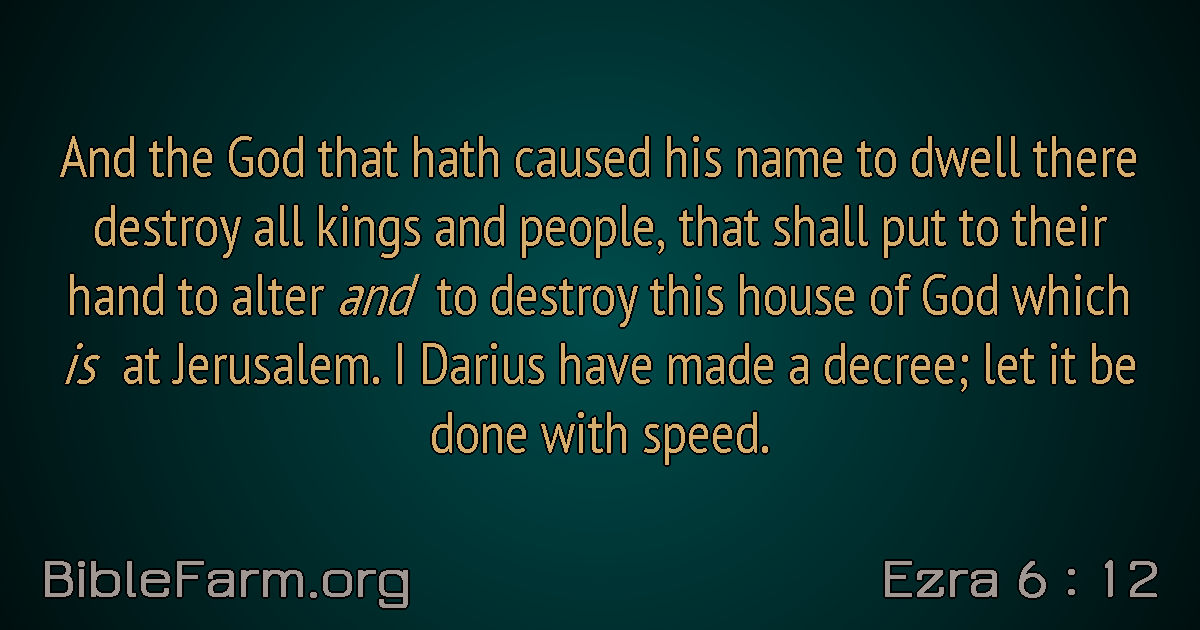 And the God that hath caused his name to dwell there
destroy all kings and people, that shall put to their
hand to alter and to destroy this house of God which
is at Jerusalem. I Darius have made a decree; let it be
done with speed.
BibleFarm.org
Ezra 6 : 12